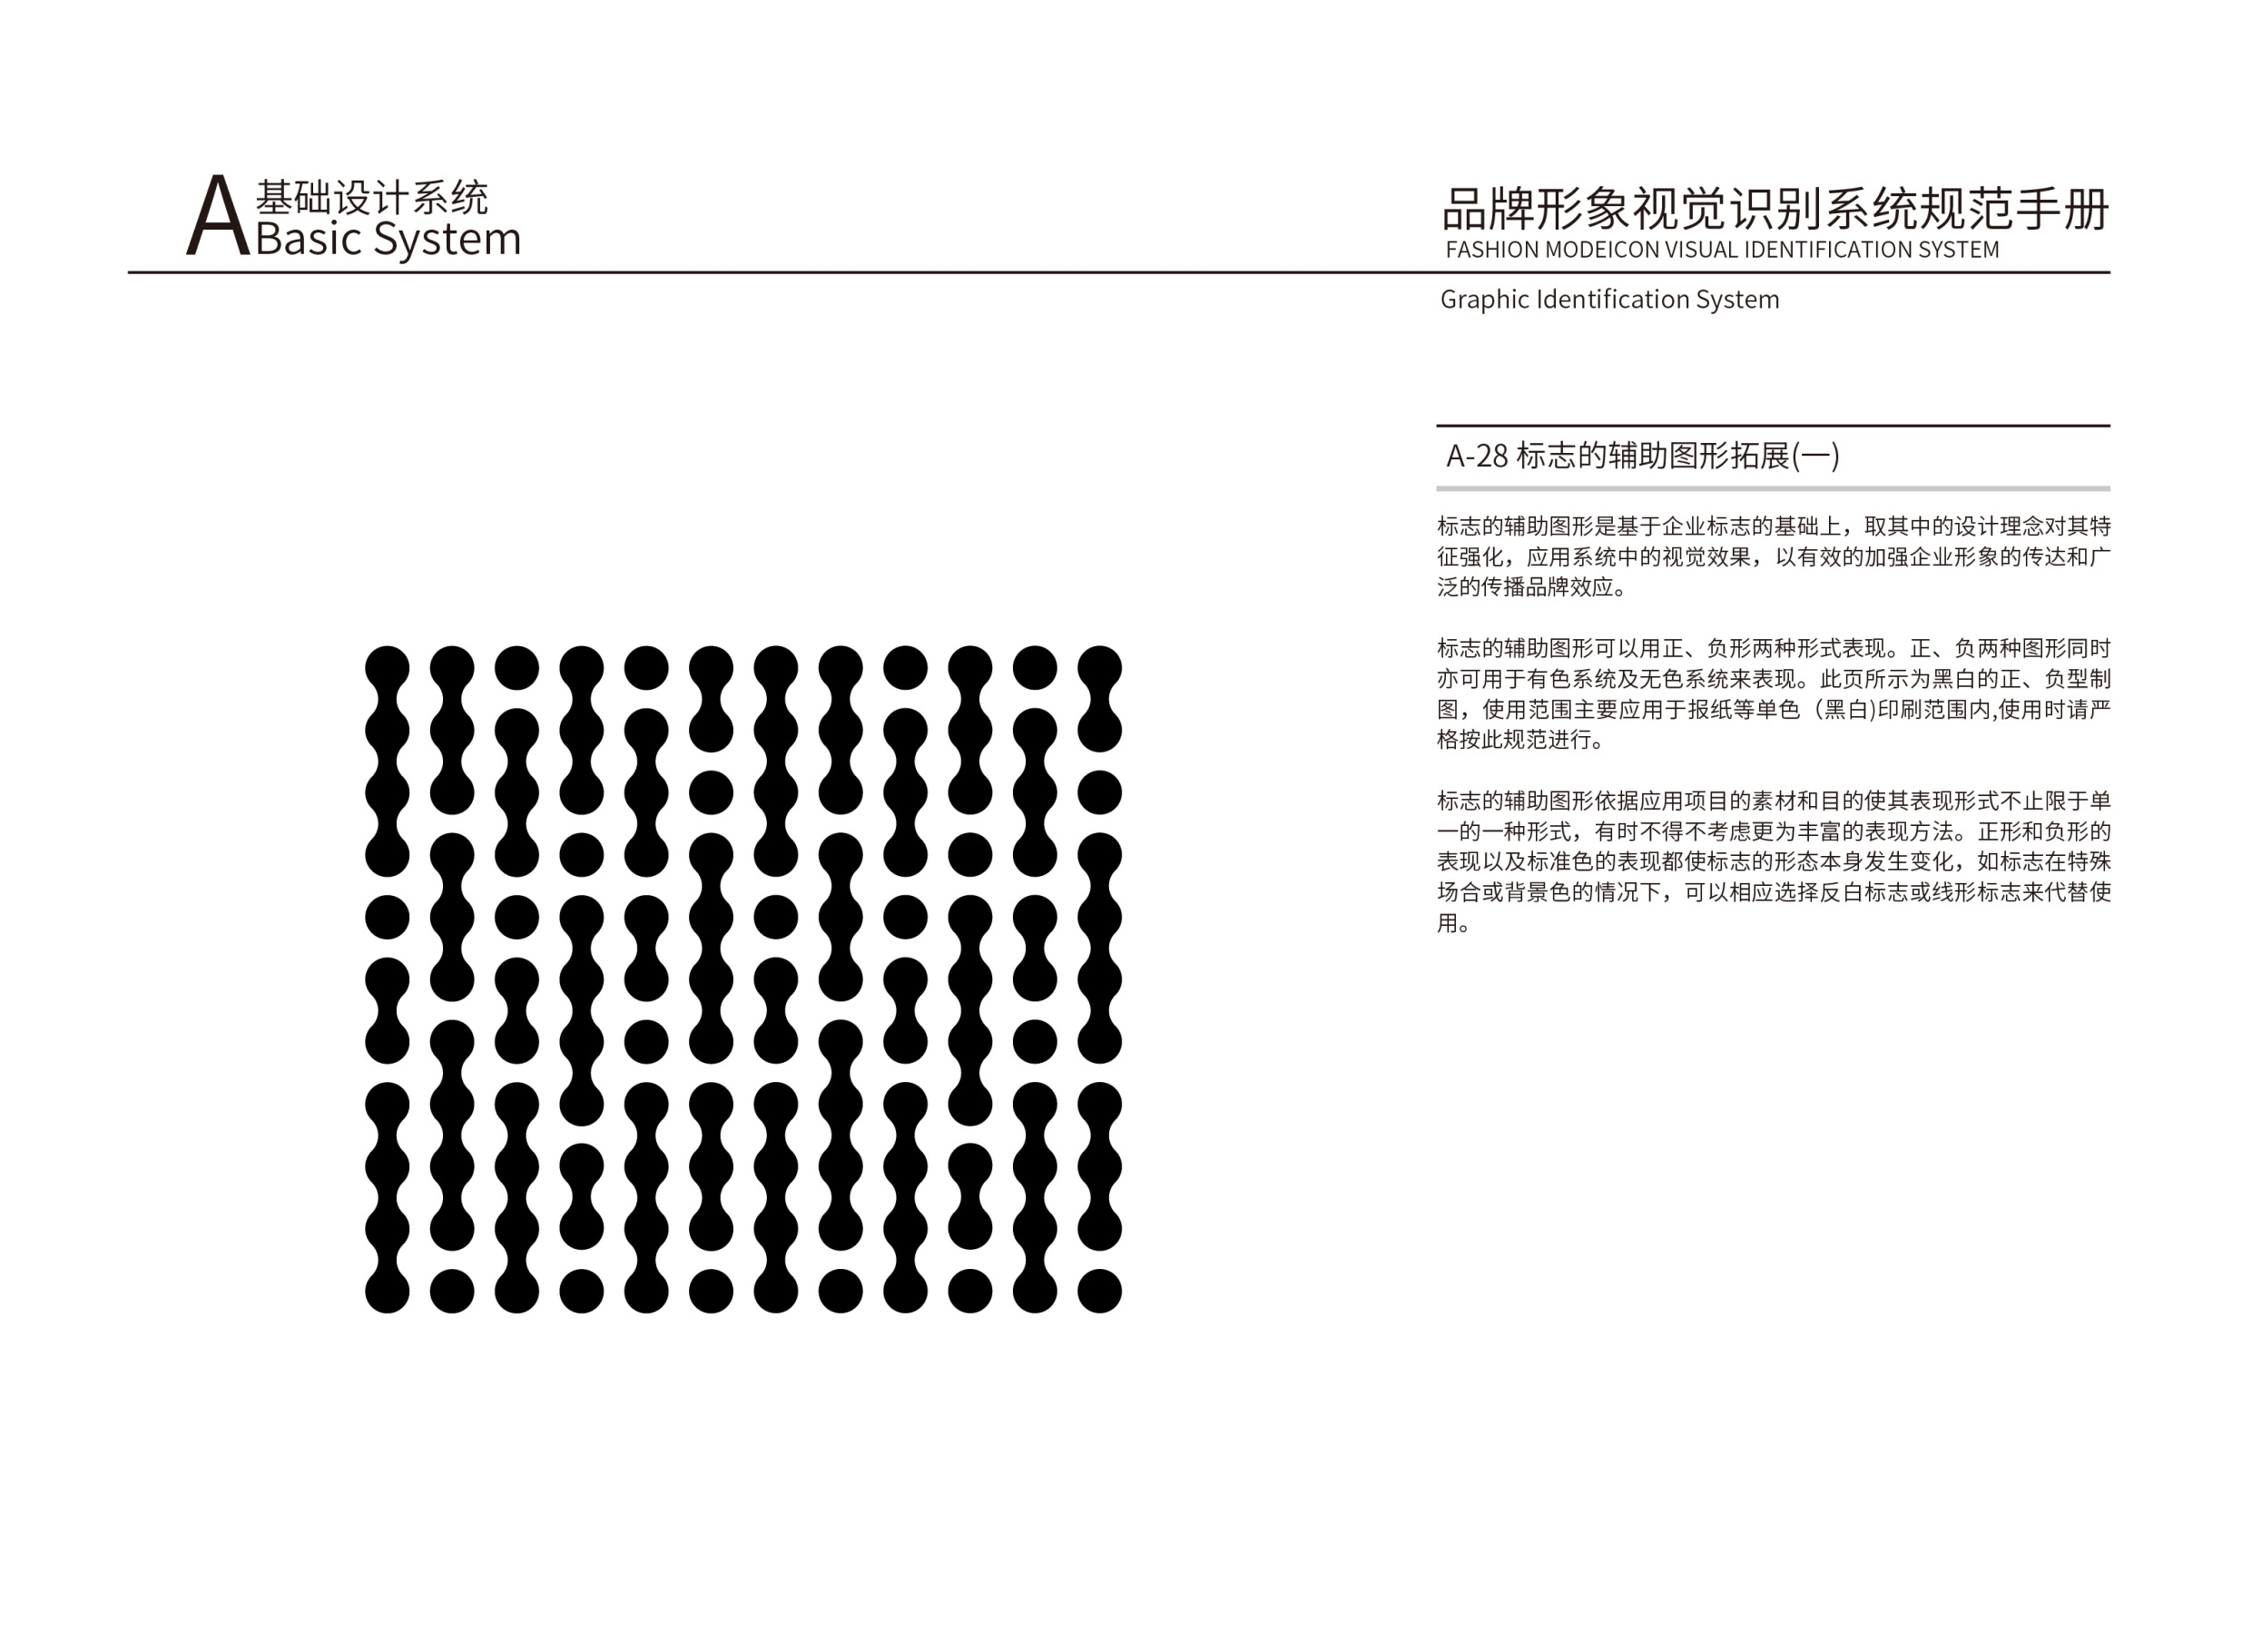 A 基础设计系统
Basic System
品牌形象视觉识别系统规范手册
FASHION MODEICON VISUAL IDENTIFICATION SYSTEM
Graphic Identification System
A-28 标志的辅助图形拓展(一)
标志的辅助图形是基于企业标志的基础上，取其中的设计理念对其特
征强化，应用系统中的视觉效果，以有效的加强企业形象的传达和广
泛的传播品牌效应。
标志的辅助图形可以用正、负形两种形式表现。正、负两种图形同时
亦可用于有色系统及无色系统来表现。此页所示为黑白的正、负型制
图，使用范围主要应用于报纸等单色（黑白)印刷范围内,使用时请严
格按此规范进行。
标志的辅助图形依据应用项目的素材和目的使其表现形式不止限于单
一的一种形式，有时不得不考虑更为丰富的表现方法。正形和负形的
表现以及标准色的表现都使标志的形态本身发生变化，如标志在特殊
场合或背景色的情况下，可以相应选择反白标志或线形标志来代替使
用。